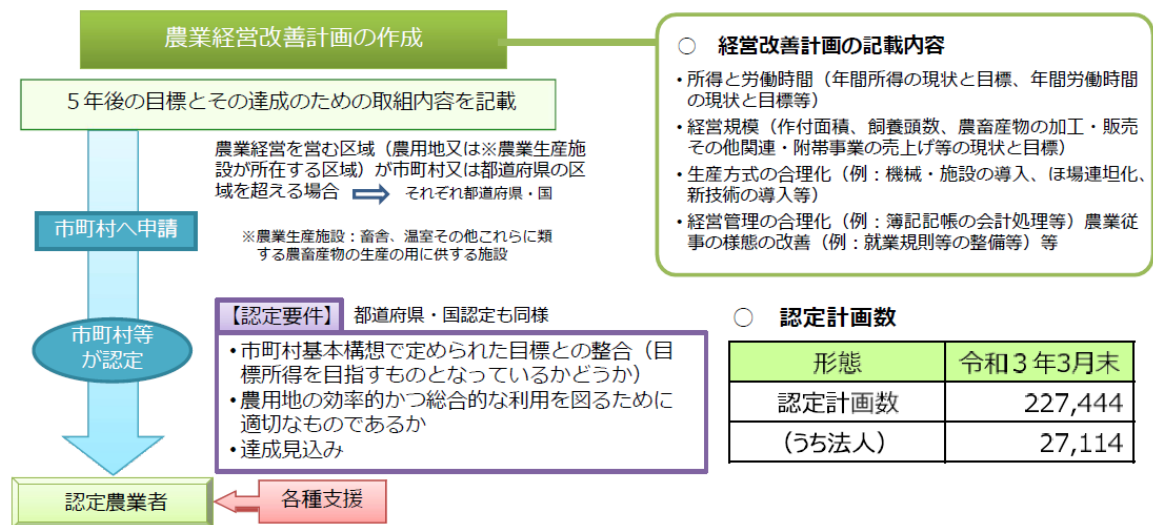 農業経営改善計画の作成
５年後の目標とその達成のための取組内容を記載
農業経営を営む区域（農用地又は※農業生産施
設が所在する区域）が市町村又は都道府県の区
域を超える場合 ⇨ それぞれ都道府県・国
市町村へ申請
※農業生産施設：畜舎、温室その他これらに類
する農畜産物の生産の用に供する施設
市町村等
が認定
【認定要件】 都道府県・国認定も同様
・市町村基本構想で定められた目標との整合（目
標所得を目指すものとなっているかどうか）
・農用地の効率的かつ総合的な利用を図るために
適切なものであるか
・達成見込み
認定農業者
各種支援
○ 経営改善計画の記載内容
・所得と労働時間（年間所得の現状と目標、年間労働時間
の現状と目標等）
・経営規模（作付面積、飼養頭数、農畜産物の加工・販売
その他関連・附帯事業の売上げ等の現状と目標）
・生産方式の合理化（例：機械・施設の導入、ほ場連坦化、
新技術の導入等）
・経営管理の合理化（例：簿記記帳の会計処理等）農業従
事の様態の改善（例：就業規則等の整備等）等
○ 認定計画数
形態 令和３年3月末
認定計画数 227,444
(うち法人） 27,114